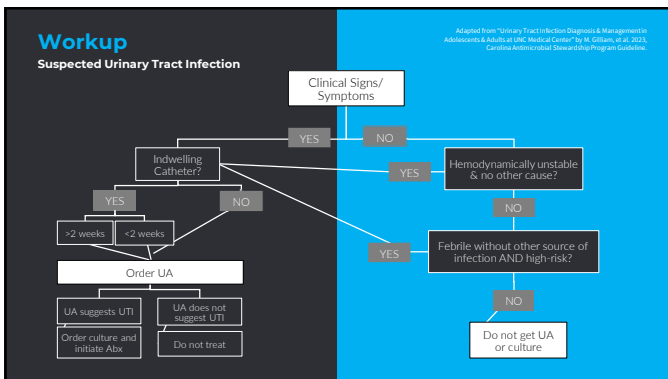 Workup
Suspected Urinary Tract Infection
Adapted from "Urinary Tract Infection Diagnosis & Management in
Adolescents & Adults at UNC Medical Center" by M. Gilliam, et al. 2023,
Carolina Antimicrobial Stewardship Program Guideline.
Clinical Signs/
Symptoms
YES
NO
Indwelling
Catheter?
YES
Hemodynamically unstable
& no other cause?
YES
NO
NO
>2 weeks
<2 weeks
YES
Febrile without other source of
infection AND high-risk?
Order UA
NO
UA suggests UTI
UA does not
suggest UTI
Order culture and
initiate Abx
Do not treat
Do not get UA
or culture